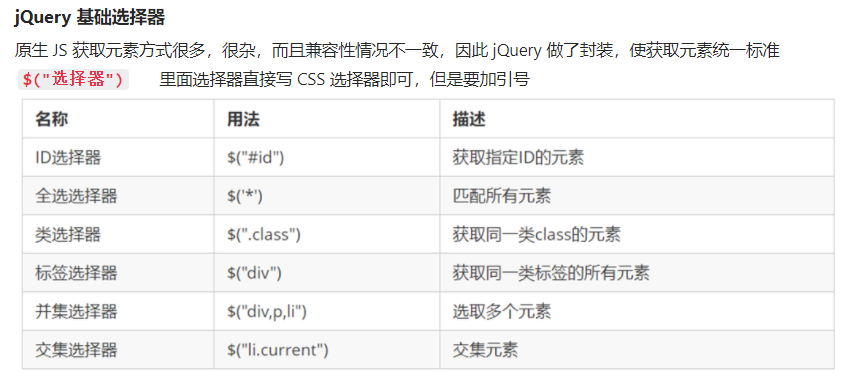 jQuery 基础选择器
原生 JS 获取元素方式很多，很杂，而且兼容性情况不一致，因此 jQuery 做了封装，使获取元素统一标准
$("选择器") 里面选择器直接写 CSS 选择器即可，但是要加引号
名称 用法 描述
ID选择器 $("#id") 获取指定ID的元素
全选选择器 $('*') 匹配所有元素
类选择器 $(".class") 获取同一类class的元素
标签选择器 $("div") 获取同一类标签的所有元素
并集选择器 $("div,p,li") 选取多个元素
交集选择器 $("li.current") 交集元素